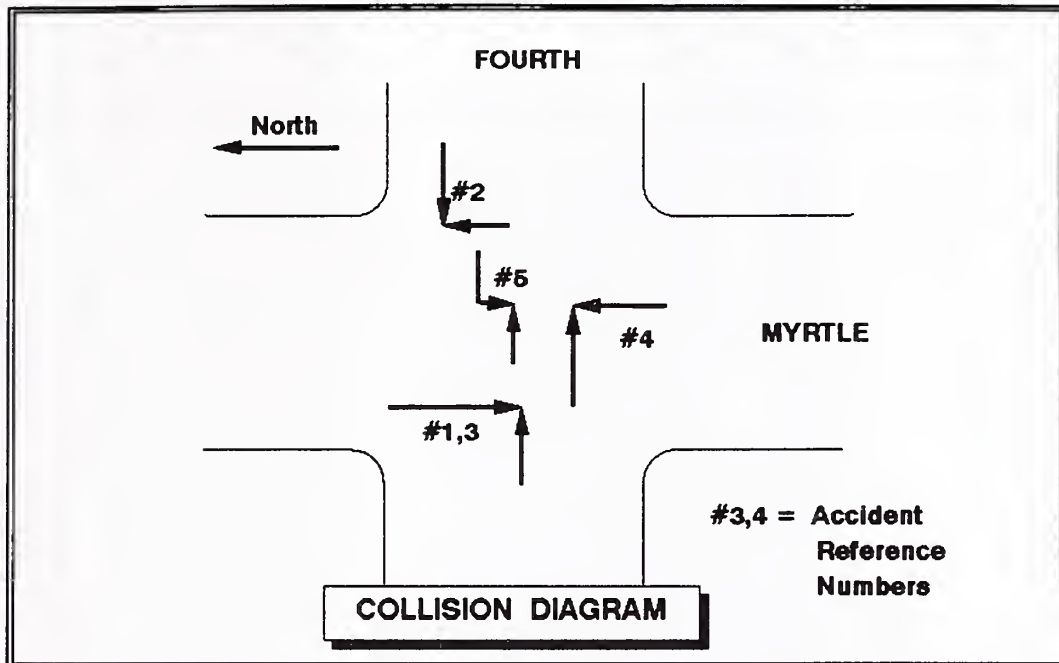 FOURTH
North
#2
#5
#4
MYRTLE
#1,3
#3,4 = Accident
Reference
Numbers
COLLISION DIAGRAM